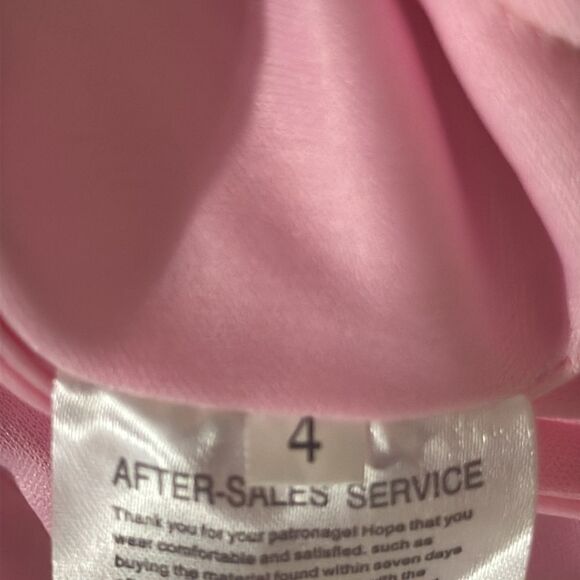 4
AFTER-SALES SERVICE
Thank you for your patronage! Hope that you
wear comfortable and satisfied. such as
buying the material found within seven days
the